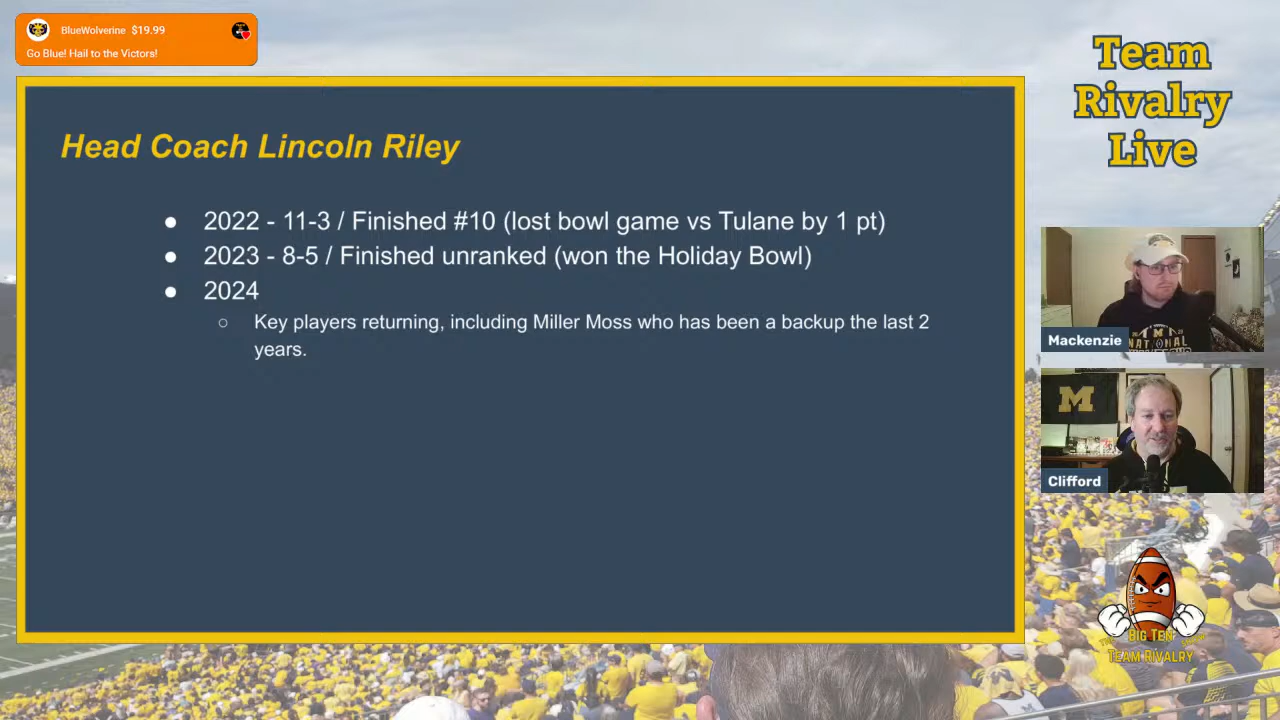 BlueWolverine $19.99
Go Blue! Hail to the Victors!
Team
Rivalry
Live
Head Coach Lincoln Riley
● 2022 - 11-3 / Finished #10 (lost bowl game vs Tulane by 1 pt)
● 2023 - 8-5 / Finished unranked (won the Holiday Bowl)
● 2024
○ Key players returning, including Miller Moss who has been a backup the last 2
years.
M
NATIONAL
Mackenzie
M
Clifford
THE BIG TEN
TEAM RIVALRY